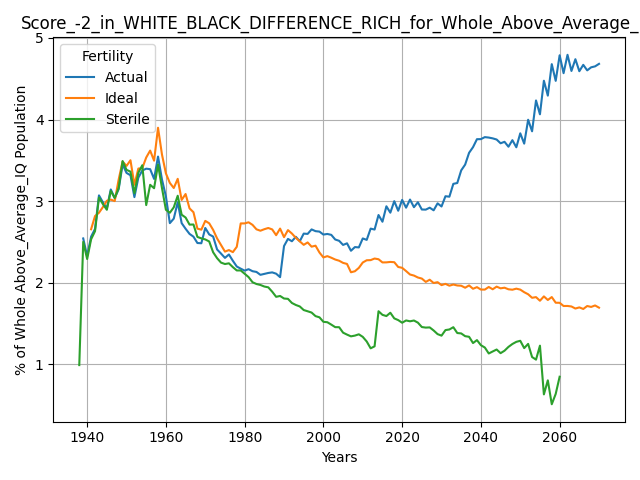 Score_-2_in_WHITE_BLACK_DIFFERENCE_RICH_for_Whole_Above_Average_
Fertility
Actual
Ideal
Sterile
% of Whole Above_Average_IQ Population
5
4
3
2
1
1940 1960 1980 2000 2020 2040 2060
Years